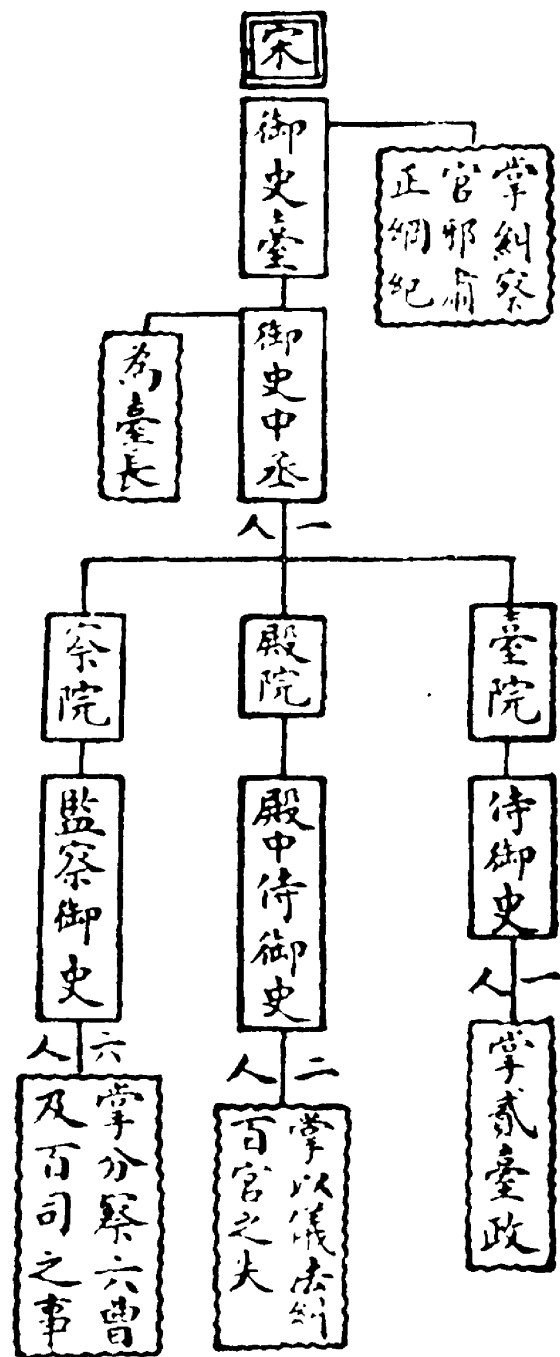 宋
御史臺
掌糾察
官邪肅
正綱紀
御史中丞
一人
為臺長
臺院
侍御史
一人
掌貳臺政
殿院
殿中侍御史
二人
掌以儀法糾
百官之失
察院
監察御史
六人
掌分察六曹
及百司之事